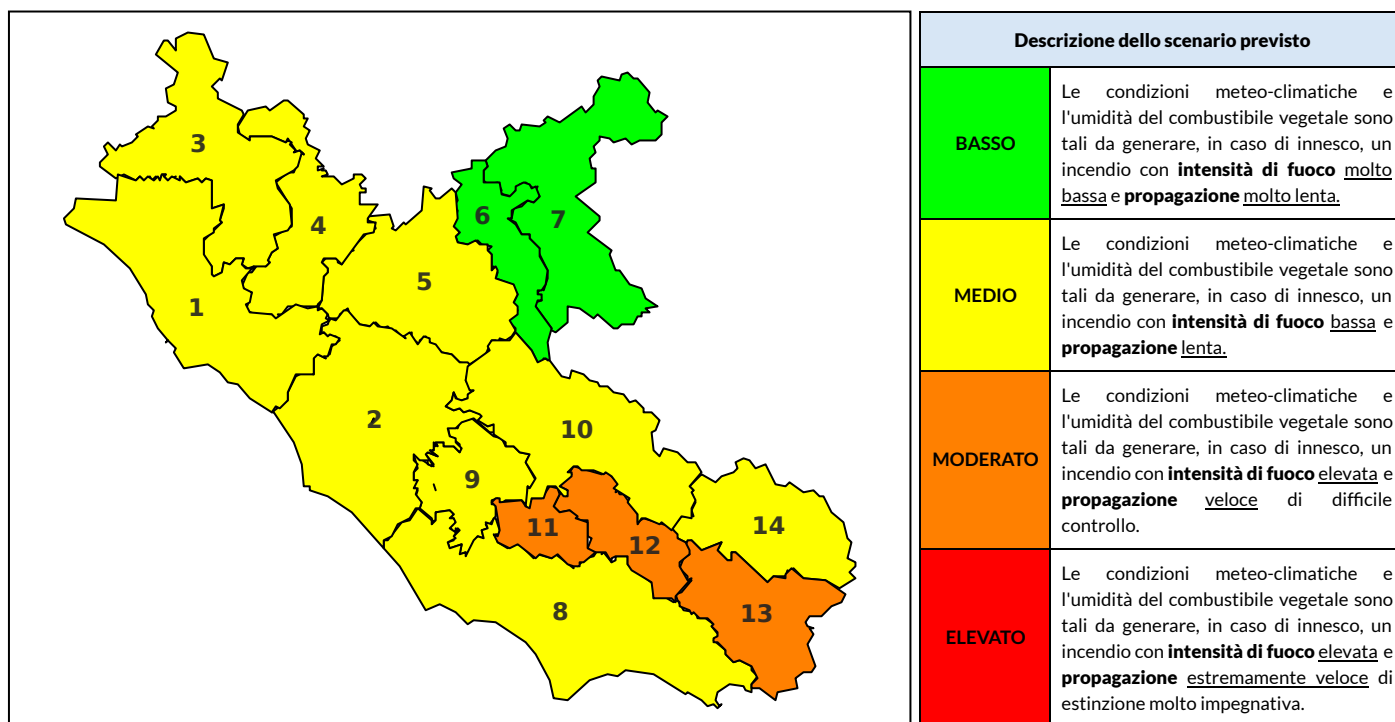 3
4
6
7
5
1
2
10
9
11
12
14
8
13
Descrizione dello scenario previsto
BASSO
Le condizioni meteo-climatiche e
l'umidità del combustibile vegetale sono
tali da generare, in caso di innesco, un
incendio con intensità di fuoco molto
bassa e propagazione molto lenta.
MEDIO
Le condizioni meteo-climatiche e
l'umidità del combustibile vegetale sono
tali da generare, in caso di innesco, un
incendio con intensità di fuoco bassa e
propagazione lenta.
MODERATO
Le condizioni meteo-climatiche e
l'umidità del combustibile vegetale sono
tali da generare, in caso di innesco, un
incendio con intensità di fuoco elevata e
propagazione veloce di difficile
controllo.
ELEVATO
Le condizioni meteo-climatiche e
l'umidità del combustibile vegetale sono
tali da generare, in caso di innesco, un
incendio con intensità di fuoco elevata e
propagazione estremamente veloce di
estinzione molto impegnativa.